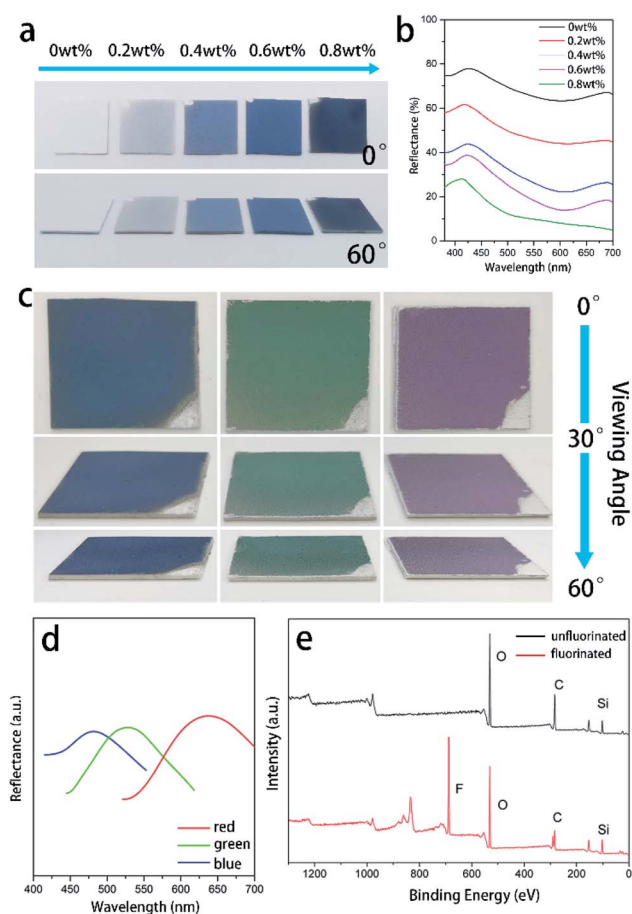 a
0wt% 0.2wt% 0.4wt% 0.6wt% 0.8wt%
0°
60°
b
Reflectance (%)
100
80
60
40
20
0
0wt%
0.2wt%
0.4wt%
0.6wt%
0.8wt%
400 450 500 550 600 650 700
Wavelength (nm)
c
0°
30°
60°
Viewing Angle
d
Reflectance (a.u.)
red
green
blue
400 450 500 550 600 650 700
Wavelength (nm)
e
Intensity (a.u.)
unfluorinated
fluorinated
O
C
Si
F
O
C
Si
1200 1000 800 600 400 200 0
Binding Energy (eV)